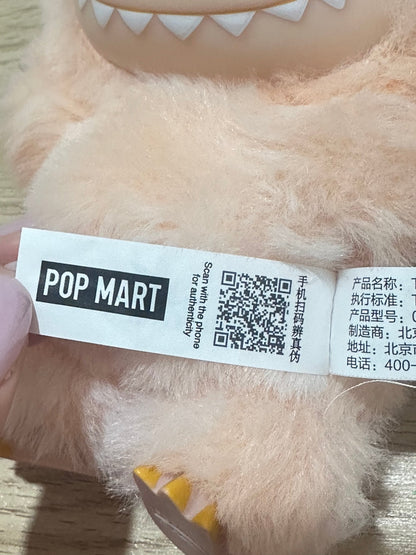 POP MART
Scan with the phone
for authenticity
手机扫码辨真伪
产品名称：T
执行标准：T
产品型号：
制造商：北京
地址：北京
电话：400-